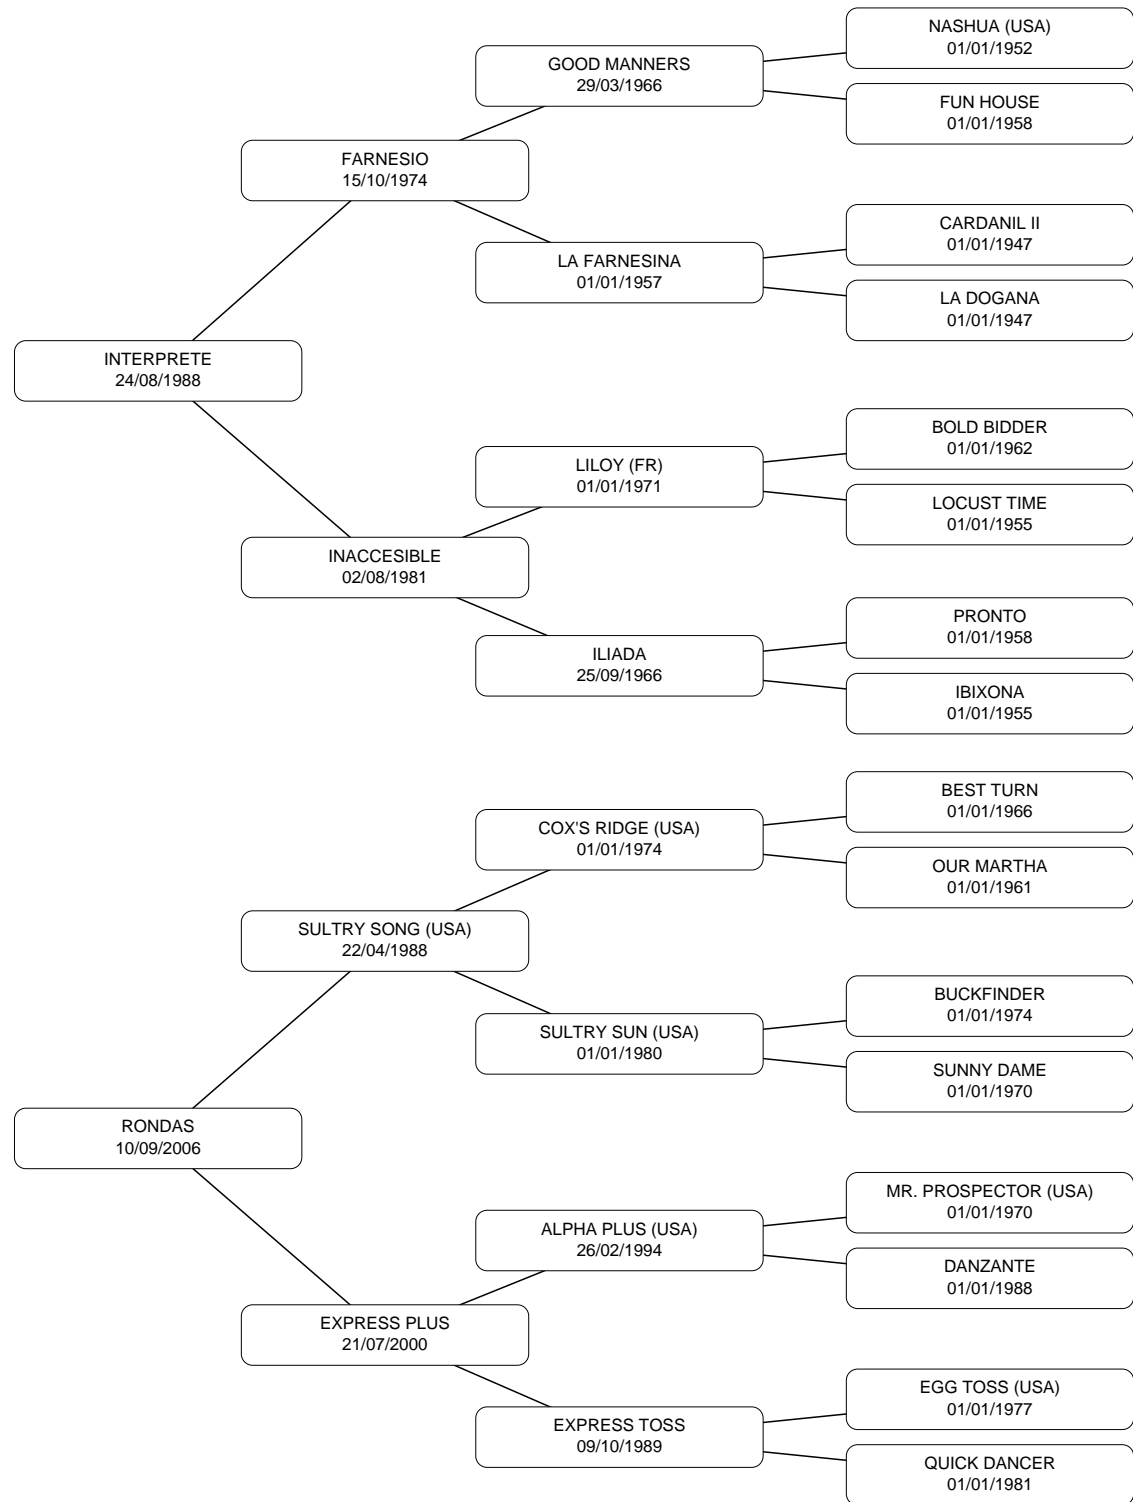 NASHUA (USA)
01/01/1952
GOOD MANNERS
29/03/1966
FUN HOUSE
01/01/1958
FARNESIO
15/10/1974
CARDANIL II
01/01/1947
LA FARNESINA
01/01/1957
LA DOGANA
01/01/1947
INTERPRETE
24/08/1988
BOLD BIDDER
01/01/1962
LILOY (FR)
01/01/1971
LOCUST TIME
01/01/1955
INACCESIBLE
02/08/1981
PRONTO
01/01/1958
ILIADA
25/09/1966
IBIXONA
01/01/1955
BEST TURN
01/01/1966
COX'S RIDGE (USA)
01/01/1974
OUR MARTHA
01/01/1961
SULTRY SONG (USA)
22/04/1988
BUCKFINDER
01/01/1974
SULTRY SUN (USA)
01/01/1980
SUNNY DAME
01/01/1970
RONDAS
10/09/2006
MR. PROSPECTOR (USA)
01/01/1970
ALPHA PLUS (USA)
26/02/1994
DANZANTE
01/01/1988
EXPRESS PLUS
21/07/2000
EGG TOSS (USA)
01/01/1977
EXPRESS TOSS
09/10/1989
QUICK DANCER
01/01/1981